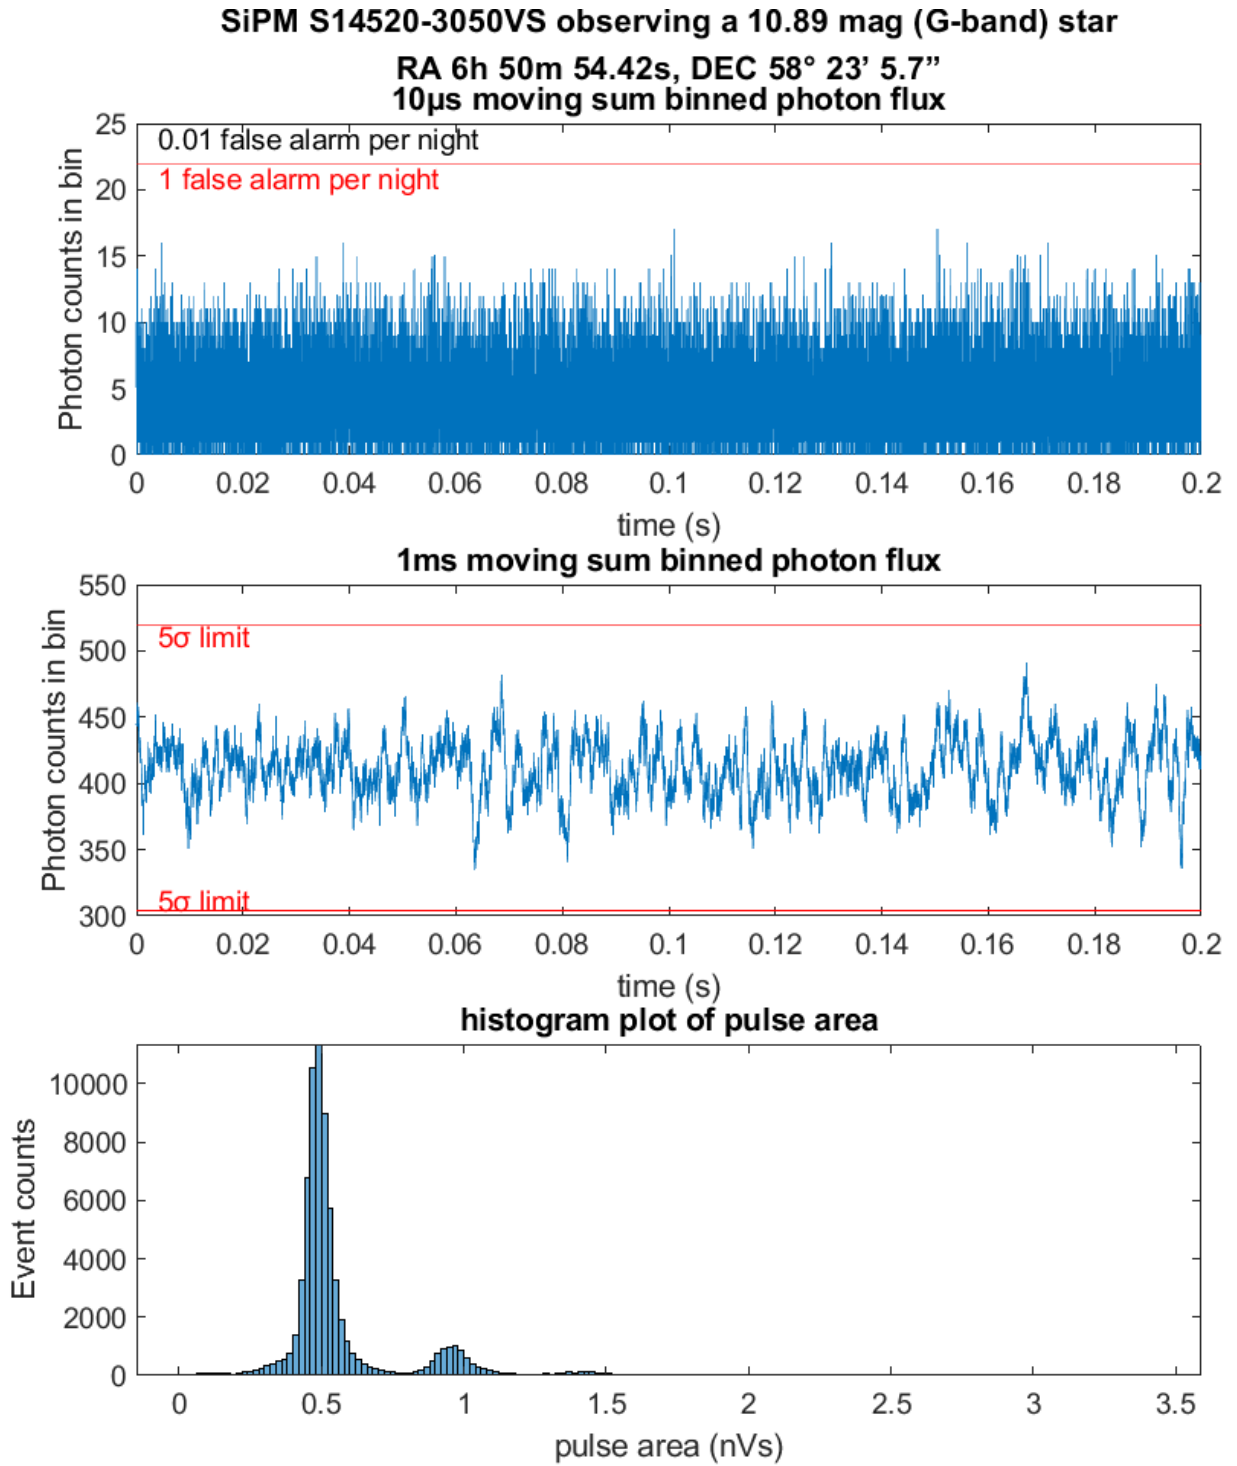 SiPM S14520-3050VS observing a 10.89 mag (G-band) star
RA 6h 50m 54.42s, DEC 58° 23’ 5.7”
10µs moving sum binned photon flux
25
0.01 false alarm per night
1 false alarm per night
20
15
10
5
0
Photon counts in bin
0 0.02 0.04 0.06 0.08 0.1 0.12 0.14 0.16 0.18 0.2
time (s)
1ms moving sum binned photon flux
550
5σ limit
500
450
400
350
5σ limit
300
Photon counts in bin
0 0.02 0.04 0.06 0.08 0.1 0.12 0.14 0.16 0.18 0.2
time (s)
histogram plot of pulse area
10000
8000
6000
4000
2000
0
Event counts
0 0.5 1 1.5 2 2.5 3 3.5
pulse area (nVs)